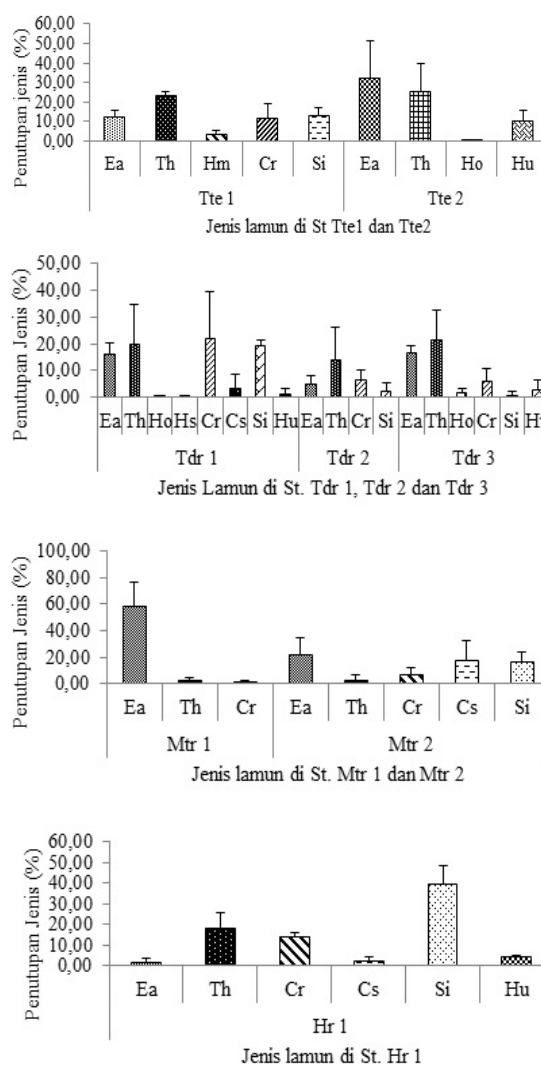 Penutupan jenis (%)
60,00
50,00
40,00
30,00
20,00
10,00
0,00
Ea Th Hm Cr Si Ea Th Ho Hu
Tte 1 Tte 2
Jenis lamun di St Tte1 dan Tte2
Penutupan Jenis (%)
50,00
40,00
30,00
20,00
10,00
0,00
Ea Th Ho Hs Cr Cs Si Hu Ea Th Cr Si Ea Th Ho Cr Si
Tdr 1 Tdr 2 Tdr 3
Jenis Lamun di St. Tdr 1, Tdr 2 dan Tdr 3
Penutupan Jenis (%)
100,00
80,00
60,00
40,00
20,00
0,00
Ea Th Cr Ea Th Cr Cs Si
Mtr 1 Mtr 2
Jenis lamun di St. Mtr 1 dan Mtr 2
Penutupan Jenis (%)
60,00
50,00
40,00
30,00
20,00
10,00
0,00
Ea Th Cr Cs Si Hu
Hr 1
Jenis lamun di St. Hr 1